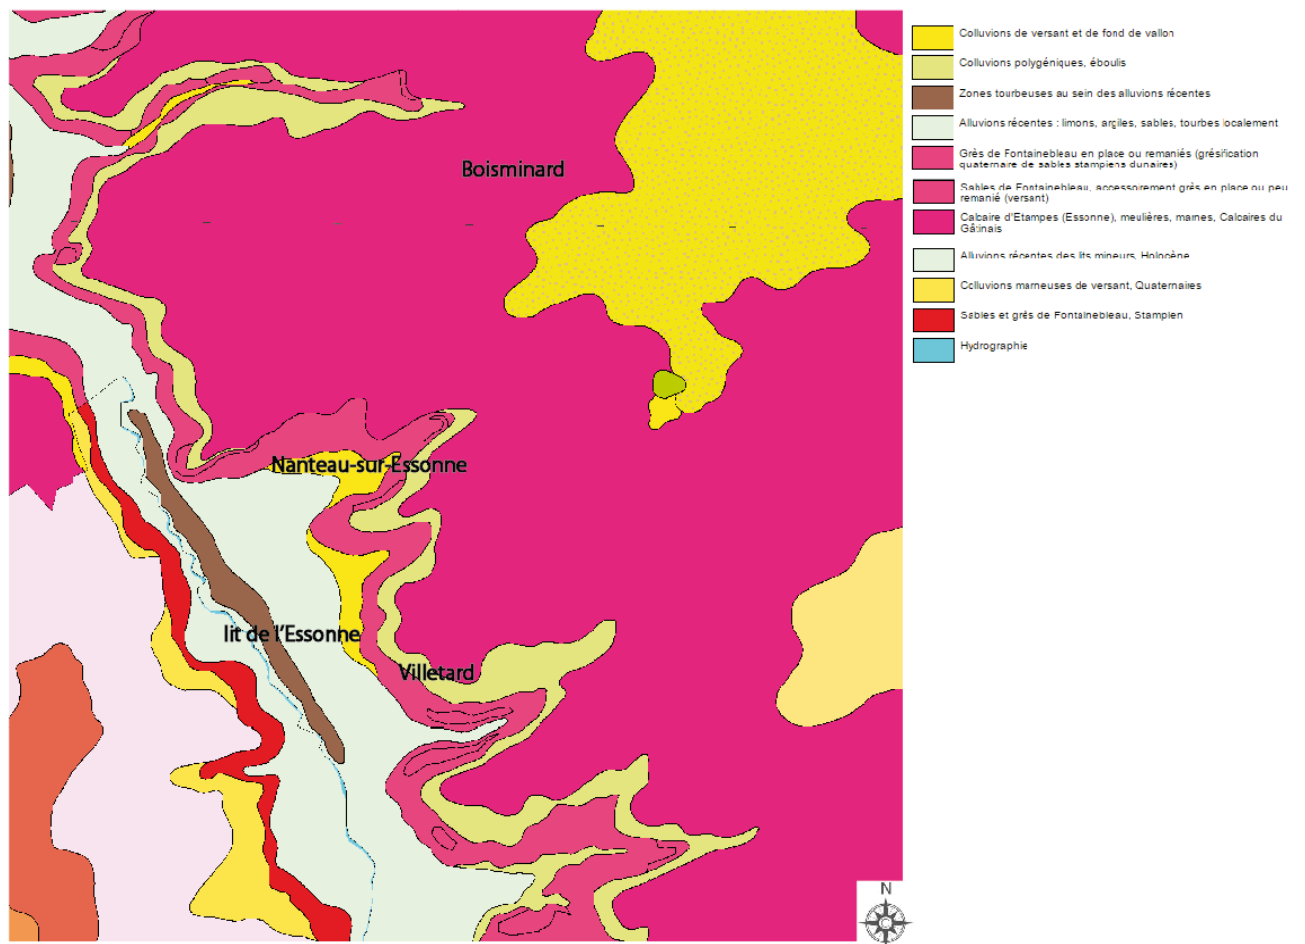 Boisminard
Nanteau-sur-Essonne
lit de l'Essonne
Villetard
N
Colluvions de versant et de fond de vallon
Colluvions polygéniques, éboulis
Zones tourbeuses au sein des alluvions récentes
Alluvions récentes : limons, argiles, sables, tourbes localement
Grès de Fontainebleau en place ou remaniés (grésification
quaternaire de sables stampiens dunaires)
Sables de Fontainebleau, accessoirement grès en place ou peu
remanié (versant)
Calcaire d'Etampes (Essonne), meulières, marnes, Calcaires du
Gâtinais
Alluvions récentes des lits mineurs, Holocène
Colluvions marneuses de versant, Quaternaires
Sables et grès de Fontainebleau, Stampien
Hydrographie